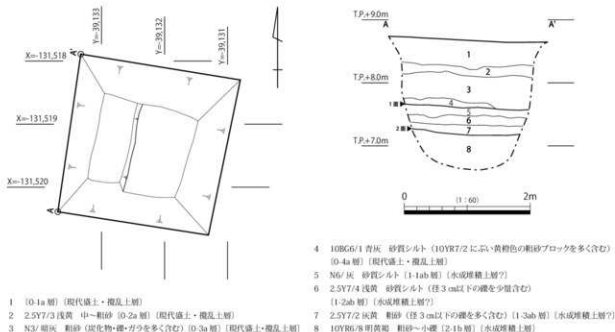 Y=-39,133
Y=-39,132
Y=-39,131
X=-131,518
X=-131,519
X=-131,520
A'
A
T.P.+9.0m
A
A'
T.P.+8.0m
T.P.+7.0m
1
2
3
4
5
6
7
8
1面
2面
0
(1:60)
2m
1 〔0-1a層〕〔現代盛土・攪乱土層〕
2 2.5Y7/3 浅黄 中～粗砂〔0-2a層〕〔現代盛土・攪乱土層〕
3 N3/ 暗灰 粗砂(炭化物・礫・ガラを多く含む)〔0-3a層〕〔現代盛土・攪乱土層〕
4 10BG6/1 青灰 砂質シルト(10YR7/2 にぶい黄橙色の粗砂ブロックを多く含む)
〔0-4a層〕〔現代盛土・攪乱土層〕
5 N6/ 灰 砂質シルト〔1-1ab層〕〔水成堆積土層?〕
6 2.5Y7/4 浅黄 砂質シルト(径3㎝以下の礫を少量含む)
〔1-2ab層〕〔水成堆積土層?〕
7 2.5Y7/2 灰黄 粗砂(径3㎝以下の礫を多く含む)〔1-3ab層〕〔水成堆積土層?〕
8 10YR6/8 明黄褐 粗砂～小礫〔2-1b層〕〔水成堆積土層〕